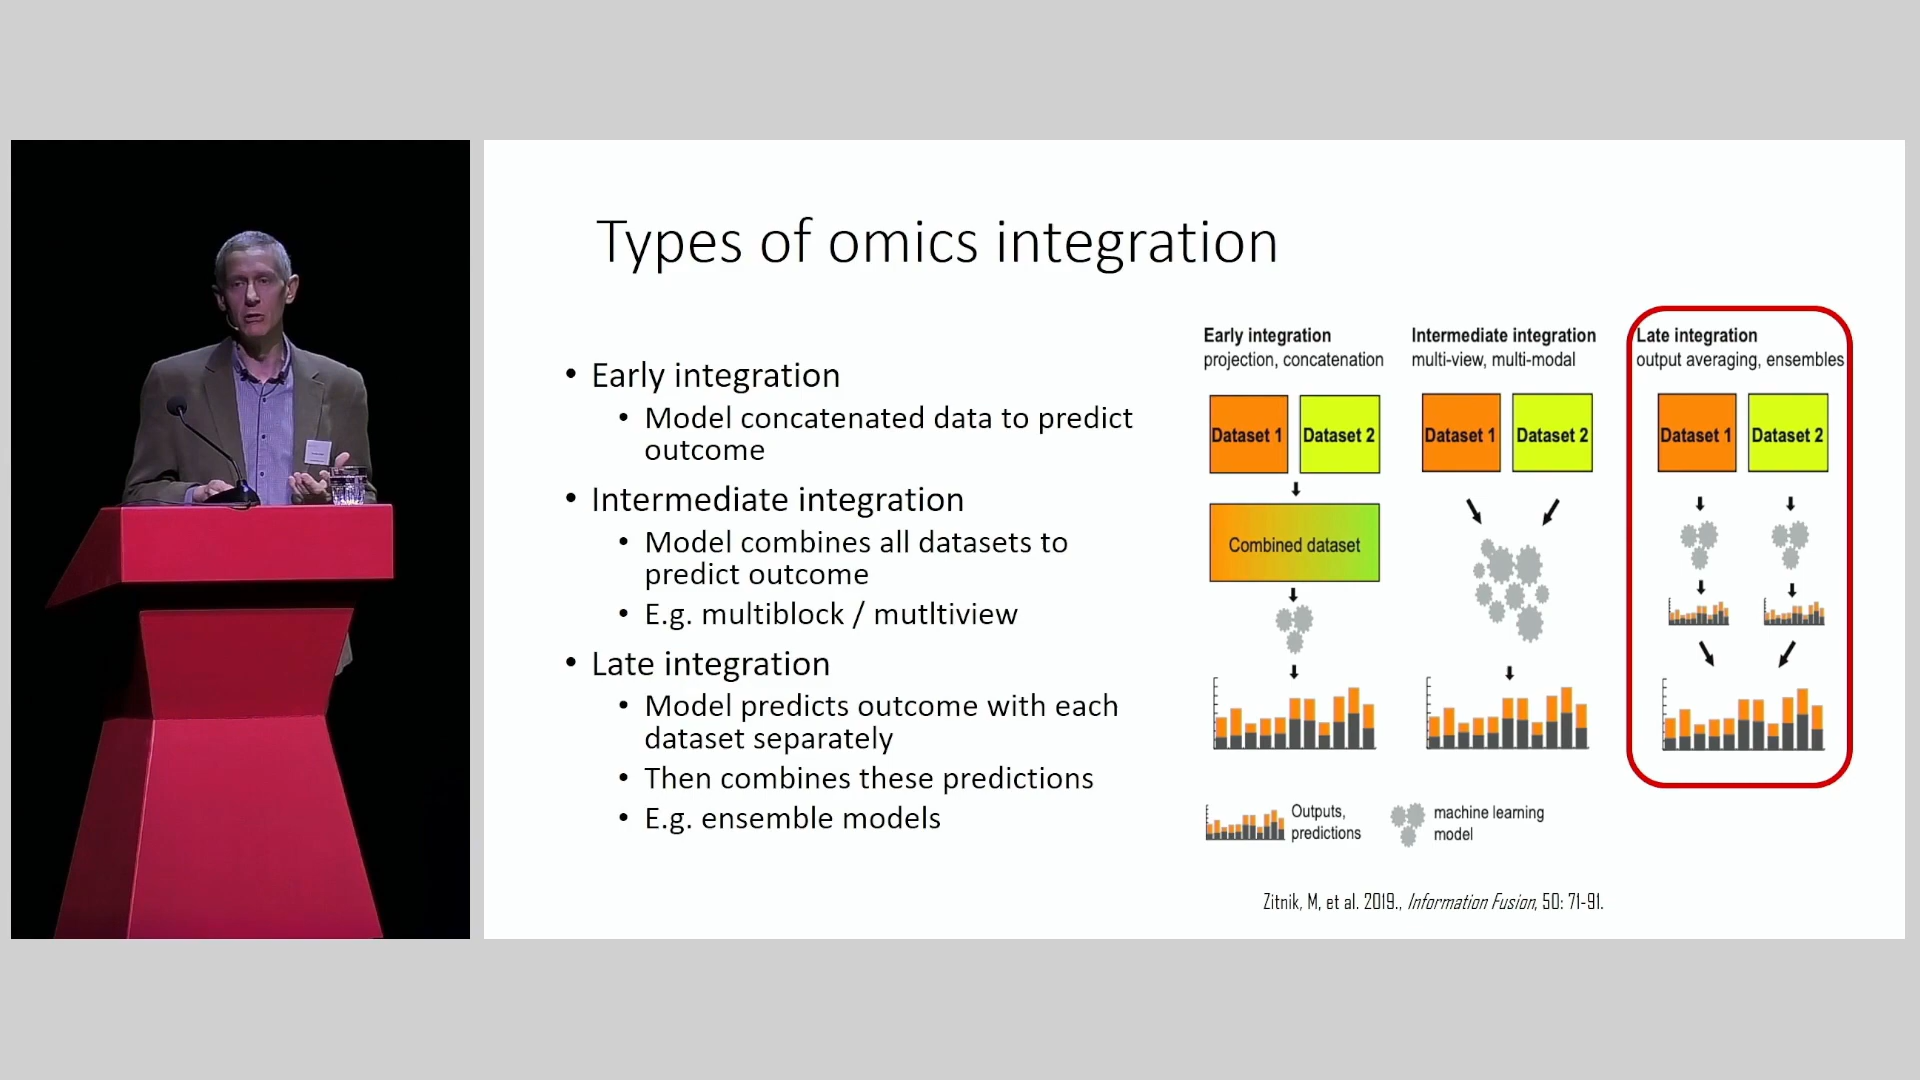 Types of omics integration
• Early integration
• Model concatenated data to predict
outcome
• Intermediate integration
• Model combines all datasets to
predict outcome
• E.g. multiblock / mutltiview
• Late integration
• Model predicts outcome with each
dataset separately
• Then combines these predictions
• E.g. ensemble models
Early integration
projection, concatenation
Dataset 1 Dataset 2
Combined dataset
Intermediate integration
multi-view, multi-modal
Dataset 1 Dataset 2
Late integration
output averaging, ensembles
Dataset 1 Dataset 2
Outputs,
predictions
machine learning
model
Zitnik, M, et al. 2019., Information Fusion, 50: 71-91.